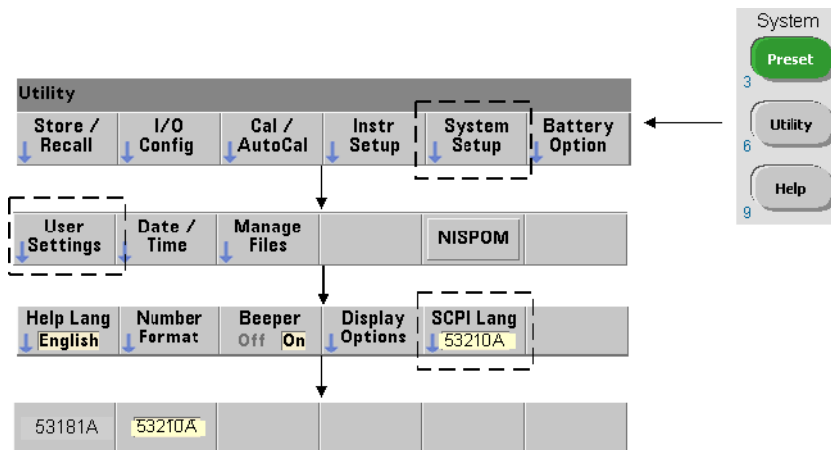 System
Preset
3
Utility
6
Help
9
Utility
Store / Recall
I/O Config
Cal / AutoCal
Instr Setup
System Setup
Battery Option
User Settings
Date / Time
Manage Files
NISPOM
Help Lang English
Number Format
Beeper Off On
Display Options
SCPI Lang 53210A
53181A
53210A